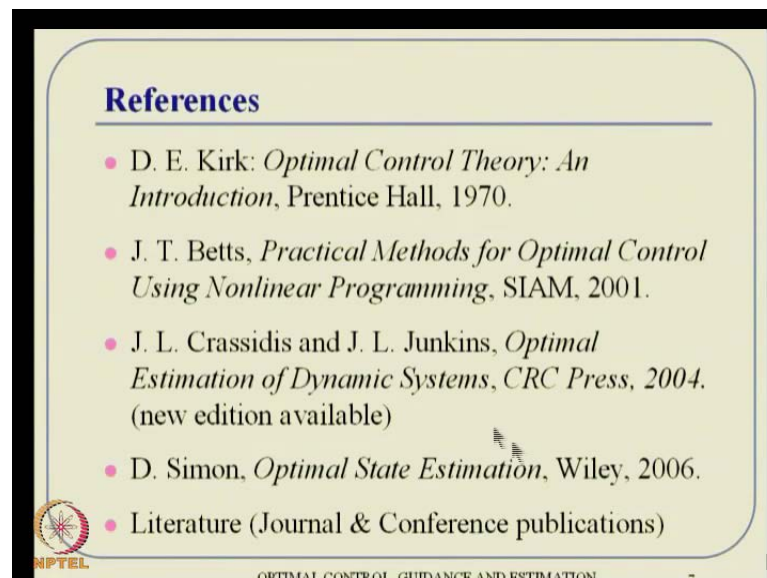 References
• D. E. Kirk: Optimal Control Theory: An
Introduction, Prentice Hall, 1970.
• J. T. Betts, Practical Methods for Optimal Control
Using Nonlinear Programming, SIAM, 2001.
• J. L. Crassidis and J. L. Junkins, Optimal
Estimation of Dynamic Systems, CRC Press, 2004.
(new edition available)
• D. Simon, Optimal State Estimation, Wiley, 2006.
• Literature (Journal & Conference publications)
NPTEL
OPTIMAL CONTROL, GUIDANCE AND ESTIMATION